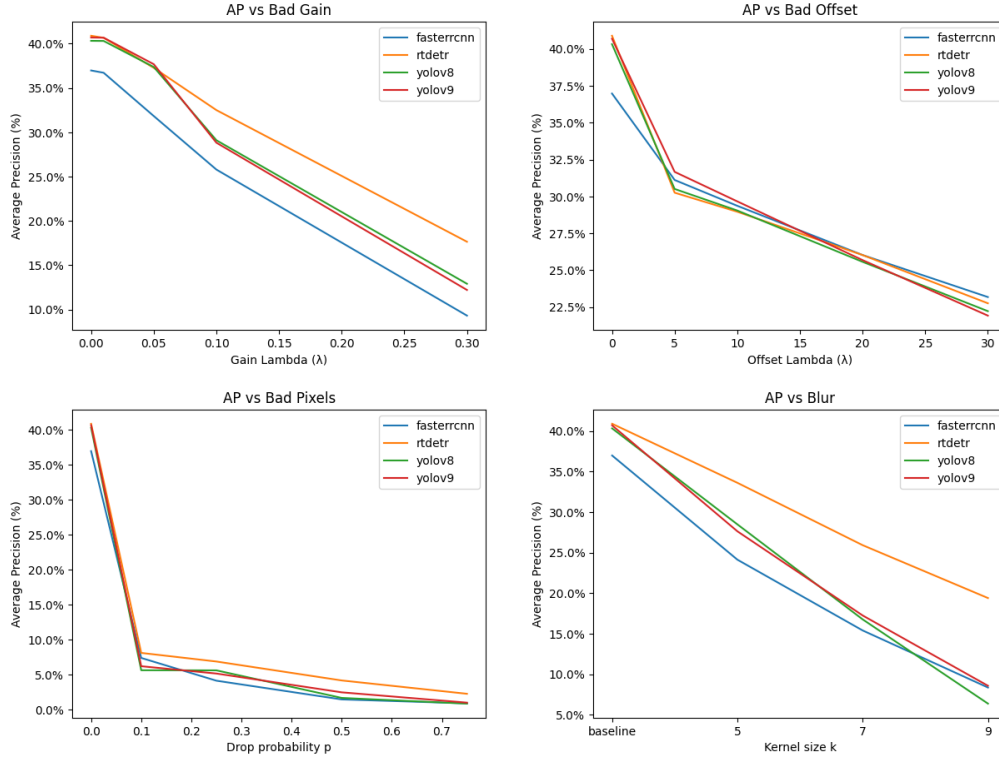 AP vs Bad Gain
40.0%
35.0%
30.0%
25.0%
20.0%
15.0%
10.0%
Average Precision (%)
fasterrcnn
rtdetr
yolov8
yolov9
0.00 0.05 0.10 0.15 0.20 0.25 0.30
Gain Lambda (λ)
AP vs Bad Offset
40.0%
37.5%
35.0%
32.5%
30.0%
27.5%
25.0%
22.5%
Average Precision (%)
fasterrcnn
rtdetr
yolov8
yolov9
0 5 10 15 20 25 30
Offset Lambda (λ)
AP vs Bad Pixels
40.0%
35.0%
30.0%
25.0%
20.0%
15.0%
10.0%
5.0%
0.0%
Average Precision (%)
fasterrcnn
rtdetr
yolov8
yolov9
0.0 0.1 0.2 0.3 0.4 0.5 0.6 0.7
Drop probability p
AP vs Blur
40.0%
35.0%
30.0%
25.0%
20.0%
15.0%
10.0%
5.0%
Average Precision (%)
fasterrcnn
rtdetr
yolov8
yolov9
baseline 5 7 9
Kernel size k